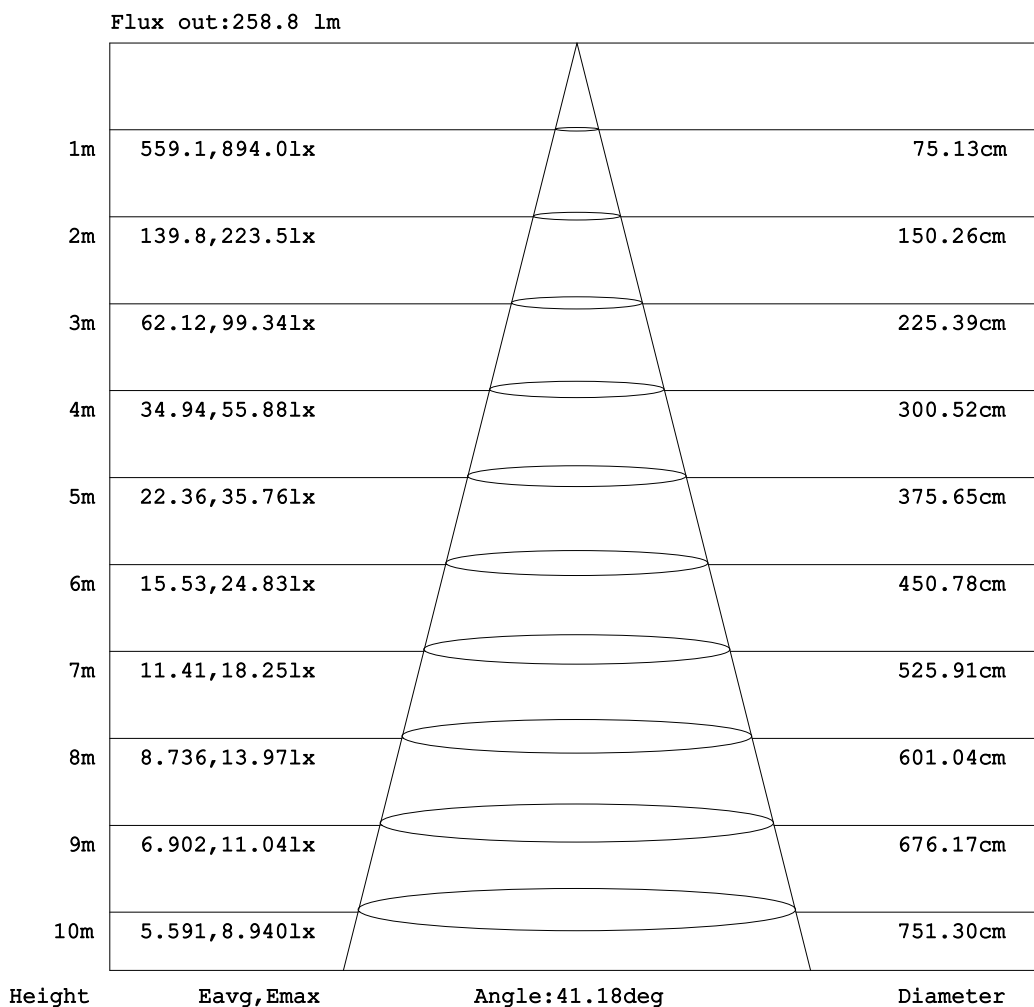 Flux out:258.8 lm
1m 559.1,894.0lx 75.13cm
2m 139.8,223.5lx 150.26cm
3m 62.12,99.34lx 225.39cm
4m 34.94,55.88lx 300.52cm
5m 22.36,35.76lx 375.65cm
6m 15.53,24.83lx 450.78cm
7m 11.41,18.25lx 525.91cm
8m 8.736,13.97lx 601.04cm
9m 6.902,11.04lx 676.17cm
10m 5.591,8.940lx 751.30cm
Height Eavg,Emax Angle:41.18deg Diameter